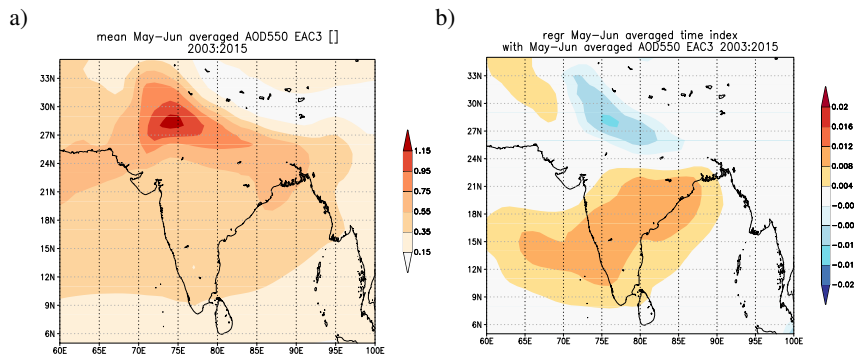 a)
mean May-Jun averaged AOD550 EAC3 []
2003:2015
33N
30N
27N
24N
21N
18N
15N
12N
9N
6N
60E 65E 70E 75E 80E 85E 90E 95E 100E
1.15
0.95
0.75
0.55
0.35
0.15
b)
regr May-Jun averaged time index
with May-Jun averaged AOD550 EAC3 2003:2015
33N
30N
27N
24N
21N
18N
15N
12N
9N
6N
60E 65E 70E 75E 80E 85E 90E 95E 100E
0.02
0.016
0.012
0.008
0.004
-0.00
-0.01
-0.01
-0.02